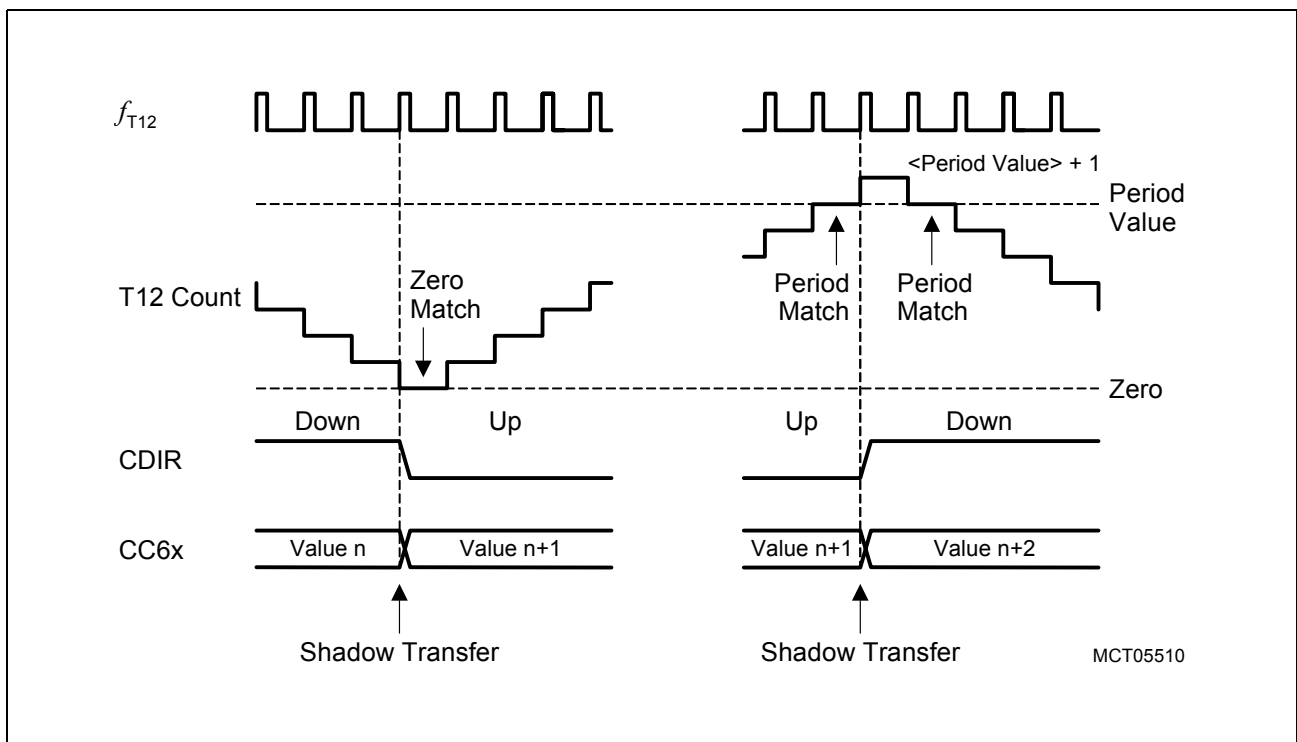 fT12
<Period Value> + 1
Period
Value
Period
Match
Period
Match
T12 Count
Zero
Match
Zero
Down
Up
Up
Down
CDIR
CC6x
Value n
Value n+1
Value n+1
Value n+2
Shadow Transfer
Shadow Transfer
MCT05510